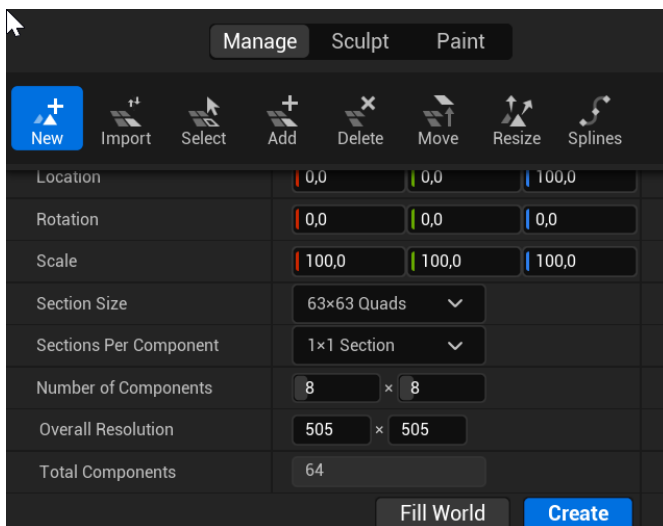 Manage Sculpt Paint
New Import Select Add Delete Move Resize Splines
Location 0,0 0,0 100,0
Rotation 0,0 0,0 0,0
Scale 100,0 100,0 100,0
Section Size 63×63 Quads
Sections Per Component 1×1 Section
Number of Components 8 × 8
Overall Resolution 505 × 505
Total Components 64
Fill World Create